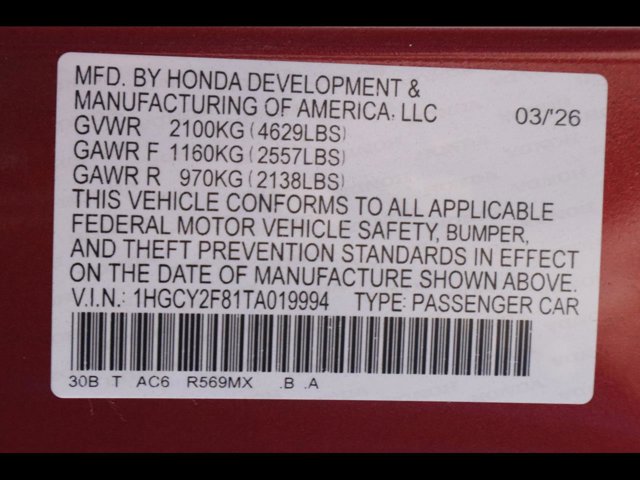 MFD. BY HONDA DEVELOPMENT &
MANUFACTURING OF AMERICA, LLC 03/'26
GVWR 2100KG (4629LBS)
GAWR F 1160KG (2557LBS)
GAWR R 970KG (2138LBS)
THIS VEHICLE CONFORMS TO ALL APPLICABLE
FEDERAL MOTOR VEHICLE SAFETY, BUMPER,
AND THEFT PREVENTION STANDARDS IN EFFECT
ON THE DATE OF MANUFACTURE SHOWN ABOVE.
V.I.N.: 1HGCY2F81TA019994 TYPE: PASSENGER CAR
30B T AC6 R569MX .B .A